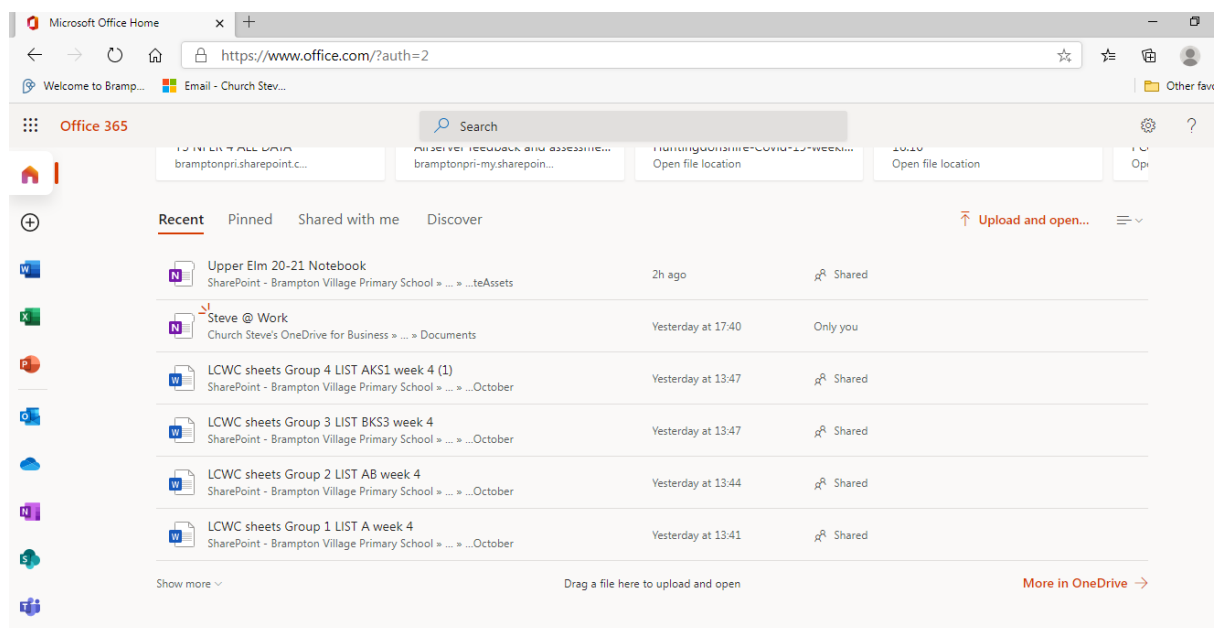 Microsoft Office Home
https://www.office.com/?auth=2
Welcome to Bramp... Email - Church Stev... Other favo
Office 365 Search ?
bramptonpri.sharepoint.c... bramptonpri-my.sharepoin... Open file location Open file location Op
Recent Pinned Shared with me Discover Upload and open...
Upper Elm 20-21 Notebook
SharePoint - Brampton Village Primary School » ... » ...teAssets
2h ago Shared
Steve @ Work
Church Steve's OneDrive for Business » ... » Documents
Yesterday at 17:40 Only you
LCWC sheets Group 4 LIST AKS1 week 4 (1)
SharePoint - Brampton Village Primary School » ... » ...October
Yesterday at 13:47 Shared
LCWC sheets Group 3 LIST BKS3 week 4
SharePoint - Brampton Village Primary School » ... » ...October
Yesterday at 13:47 Shared
LCWC sheets Group 2 LIST AB week 4
SharePoint - Brampton Village Primary School » ... » ...October
Yesterday at 13:44 Shared
LCWC sheets Group 1 LIST A week 4
SharePoint - Brampton Village Primary School » ... » ...October
Yesterday at 13:41 Shared
Show more Drag a file here to upload and open More in OneDrive →